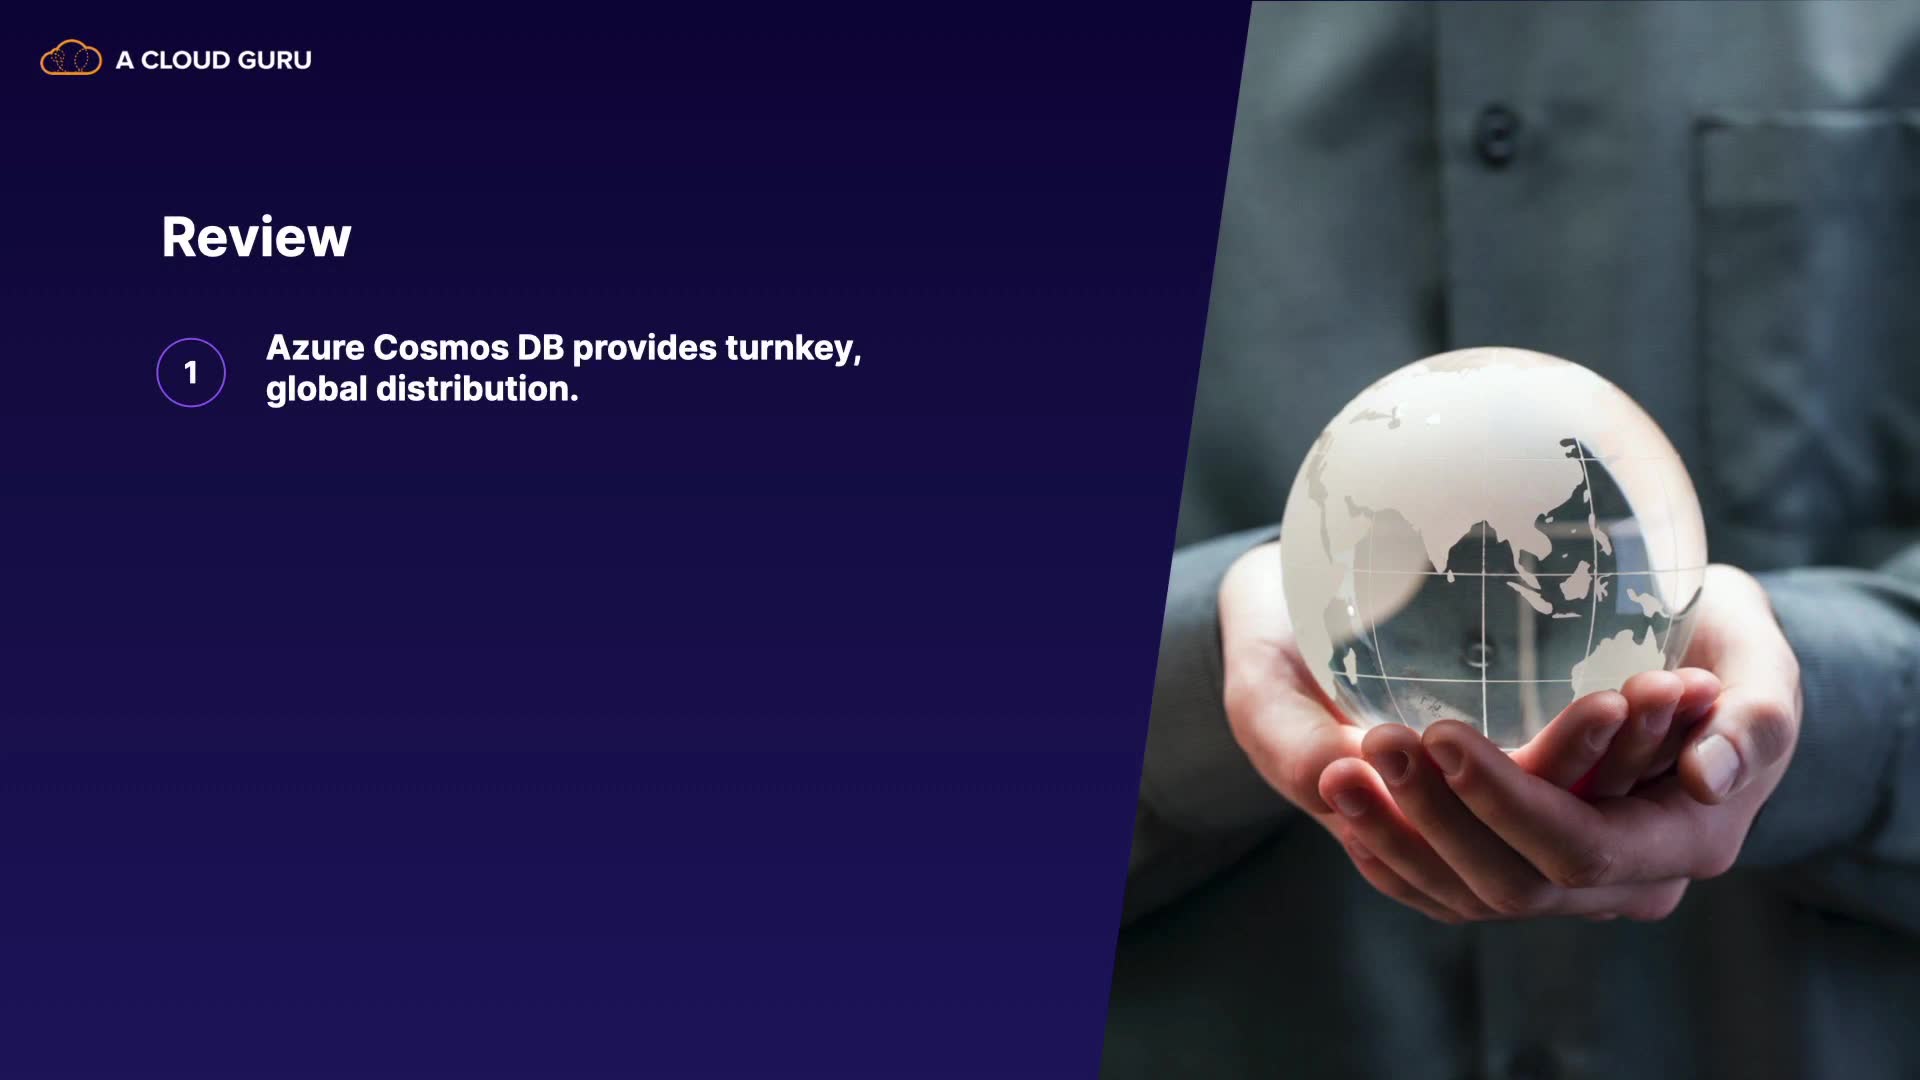 A CLOUD GURU
Review
1
Azure Cosmos DB provides turnkey,
global distribution.